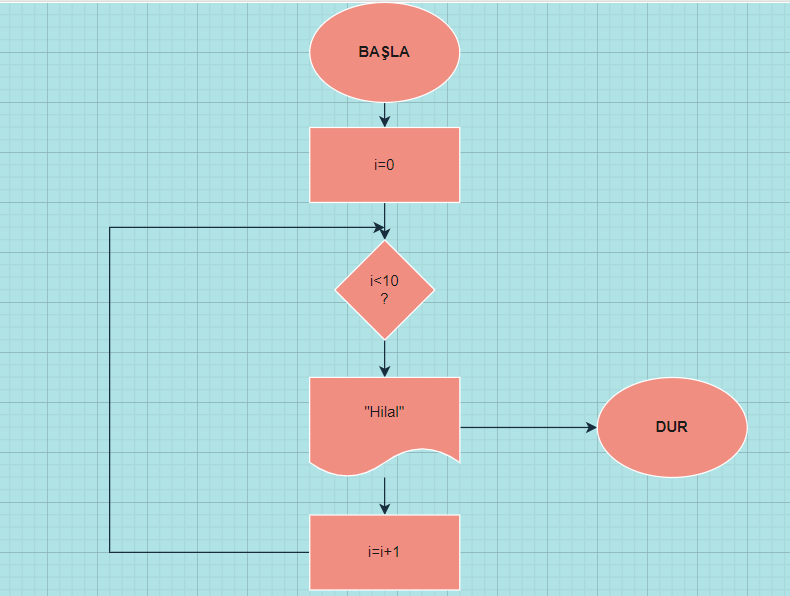 BAŞLA
i=0
i<10
?
"Hilal"
DUR
i=i+1